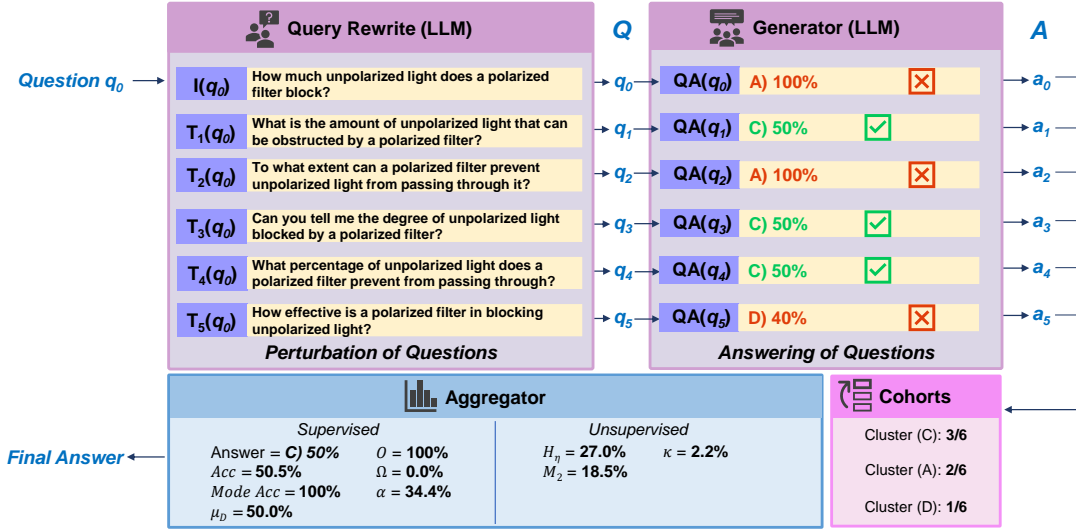 Query Rewrite (LLM)
Q
Generator (LLM)
A
Question q0
I(q0)
How much unpolarized light does a polarized
filter block?
q0
QA(q0)
A) 100%
a0
T1(q0)
What is the amount of unpolarized light that can
be obstructed by a polarized filter?
q1
QA(q1)
C) 50%
a1
T2(q0)
To what extent can a polarized filter prevent
unpolarized light from passing through it?
q2
QA(q2)
A) 100%
a2
T3(q0)
Can you tell me the degree of unpolarized light
blocked by a polarized filter?
q3
QA(q3)
C) 50%
a3
T4(q0)
What percentage of unpolarized light does a
polarized filter prevent from passing through?
q4
QA(q4)
C) 50%
a4
T5(q0)
How effective is a polarized filter in blocking
unpolarized light?
q5
QA(q5)
D) 40%
a5
Perturbation of Questions
Answering of Questions
Aggregator
Supervised
Answer = C) 50%
Acc = 50.5%
Mode Acc = 100%
μD = 50.0%
O = 100%
Ω = 0.0%
α = 34.4%
Unsupervised
Hη = 27.0%
M2 = 18.5%
κ = 2.2%
Final Answer
Cohorts
Cluster (C): 3/6
Cluster (A): 2/6
Cluster (D): 1/6